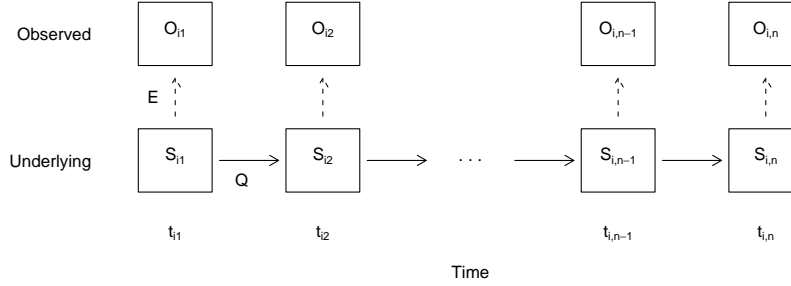 Observed O_i1 O_i2 O_i,n−1 O_i,n
E
Underlying S_i1 S_i2 . . . S_i,n−1 S_i,n
Q
t_i1 t_i2 t_i,n−1 t_i,n
Time